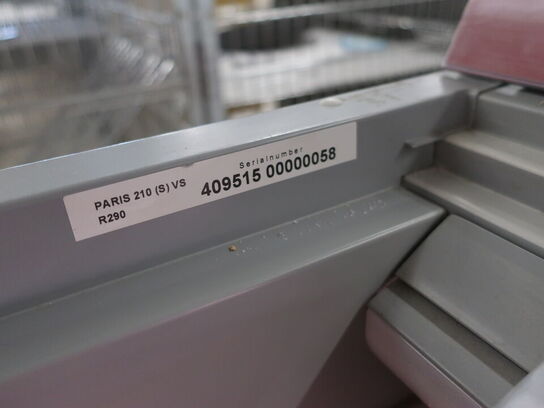 PARIS 210 (S) VS
R290
Serialnumber
409515 00000058